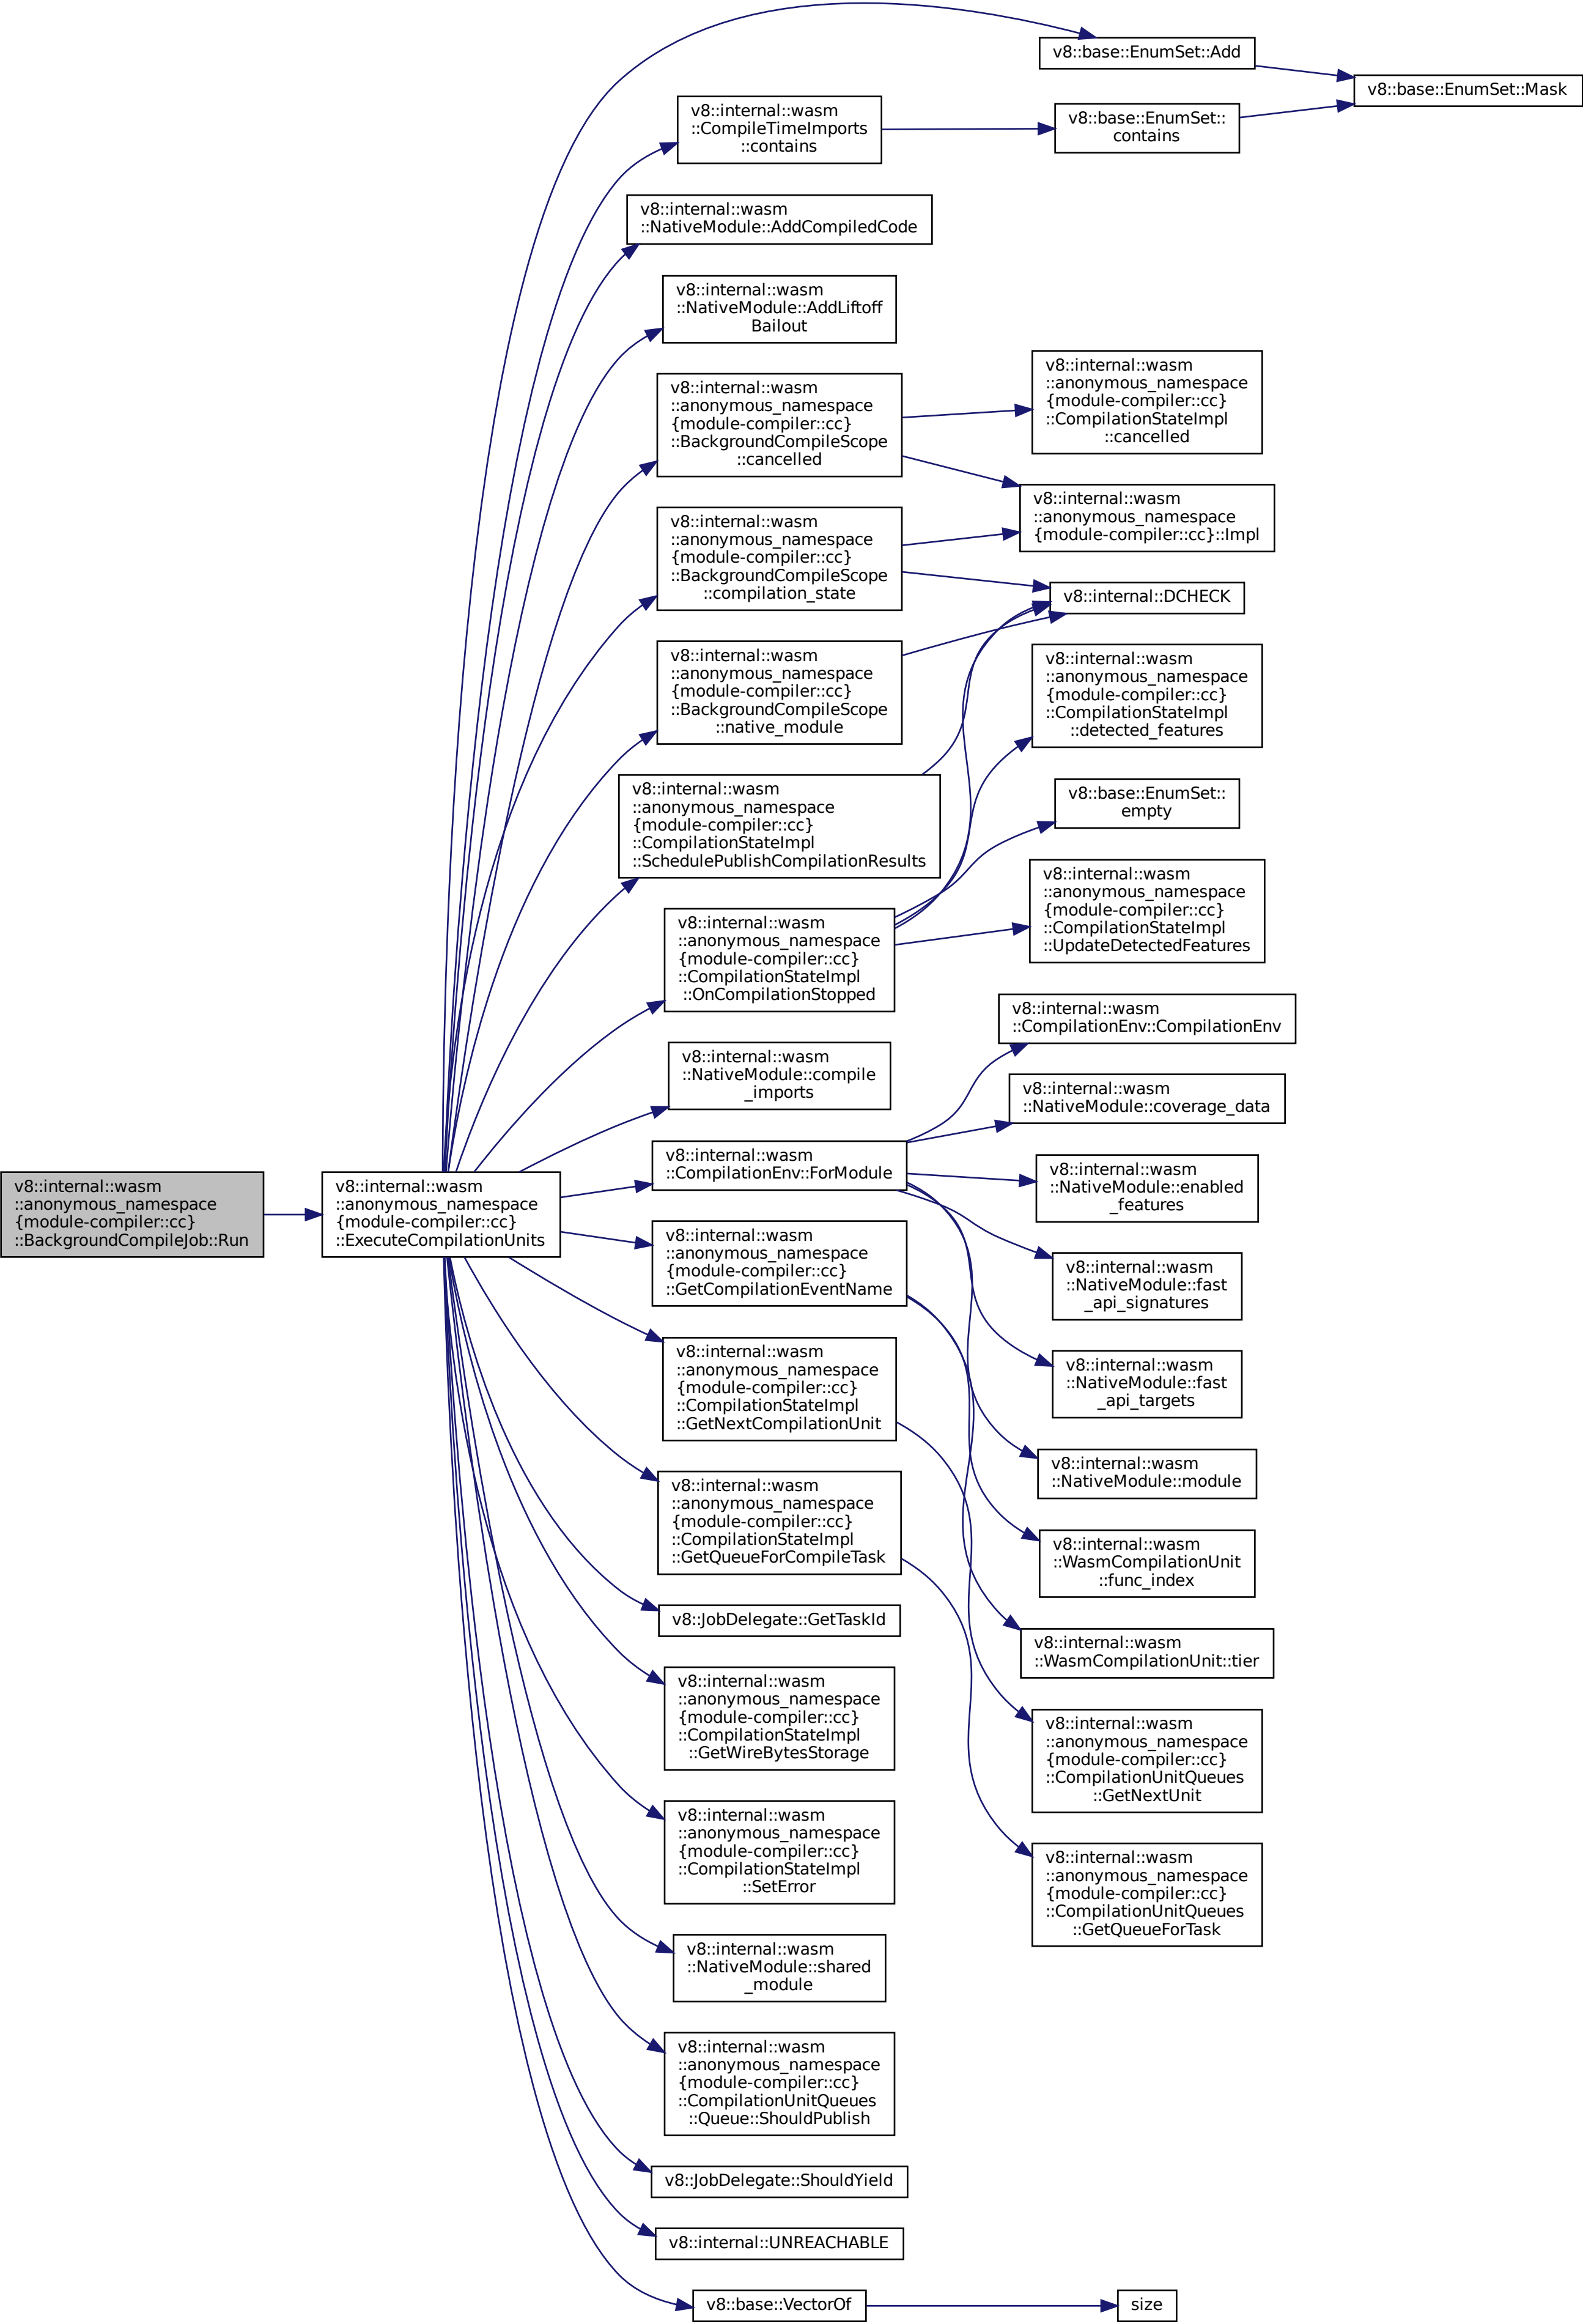 v8::internal::wasm
::anonymous_namespace
{module-compiler::cc}
::BackgroundCompileJob::Run
v8::internal::wasm
::anonymous_namespace
{module-compiler::cc}
::ExecuteCompilationUnits
v8::base::EnumSet::Add
v8::base::EnumSet::Mask
v8::internal::wasm
::CompileTimeImports
::contains
v8::base::EnumSet::
contains
v8::internal::wasm
::NativeModule::AddCompiledCode
v8::internal::wasm
::NativeModule::AddLiftoff
Bailout
v8::internal::wasm
::anonymous_namespace
{module-compiler::cc}
::BackgroundCompileScope
::cancelled
v8::internal::wasm
::anonymous_namespace
{module-compiler::cc}
::CompilationStateImpl
::cancelled
v8::internal::wasm
::anonymous_namespace
{module-compiler::cc}::Impl
v8::internal::wasm
::anonymous_namespace
{module-compiler::cc}
::BackgroundCompileScope
::compilation_state
v8::internal::DCHECK
v8::internal::wasm
::anonymous_namespace
{module-compiler::cc}
::BackgroundCompileScope
::native_module
v8::internal::wasm
::anonymous_namespace
{module-compiler::cc}
::CompilationStateImpl
::detected_features
v8::internal::wasm
::anonymous_namespace
{module-compiler::cc}
::CompilationStateImpl
::SchedulePublishCompilationResults
v8::base::EnumSet::
empty
v8::internal::wasm
::anonymous_namespace
{module-compiler::cc}
::CompilationStateImpl
::UpdateDetectedFeatures
v8::internal::wasm
::anonymous_namespace
{module-compiler::cc}
::CompilationStateImpl
::OnCompilationStopped
v8::internal::wasm
::CompilationEnv::CompilationEnv
v8::internal::wasm
::NativeModule::compile
_imports
v8::internal::wasm
::NativeModule::coverage_data
v8::internal::wasm
::CompilationEnv::ForModule
v8::internal::wasm
::NativeModule::enabled
_features
v8::internal::wasm
::anonymous_namespace
{module-compiler::cc}
::GetCompilationEventName
v8::internal::wasm
::NativeModule::fast
_api_signatures
v8::internal::wasm
::anonymous_namespace
{module-compiler::cc}
::CompilationStateImpl
::GetNextCompilationUnit
v8::internal::wasm
::NativeModule::fast
_api_targets
v8::internal::wasm
::NativeModule::module
v8::internal::wasm
::anonymous_namespace
{module-compiler::cc}
::CompilationStateImpl
::GetQueueForCompileTask
v8::internal::wasm
::WasmCompilationUnit
::func_index
v8::JobDelegate::GetTaskId
v8::internal::wasm
::WasmCompilationUnit::tier
v8::internal::wasm
::anonymous_namespace
{module-compiler::cc}
::CompilationStateImpl
::GetWireBytesStorage
v8::internal::wasm
::anonymous_namespace
{module-compiler::cc}
::CompilationUnitQueues
::GetNextUnit
v8::internal::wasm
::anonymous_namespace
{module-compiler::cc}
::CompilationStateImpl
::SetError
v8::internal::wasm
::anonymous_namespace
{module-compiler::cc}
::CompilationUnitQueues
::GetQueueForTask
v8::internal::wasm
::NativeModule::shared
_module
v8::internal::wasm
::anonymous_namespace
{module-compiler::cc}
::CompilationUnitQueues
::Queue::ShouldPublish
v8::JobDelegate::ShouldYield
v8::internal::UNREACHABLE
v8::base::VectorOf
size